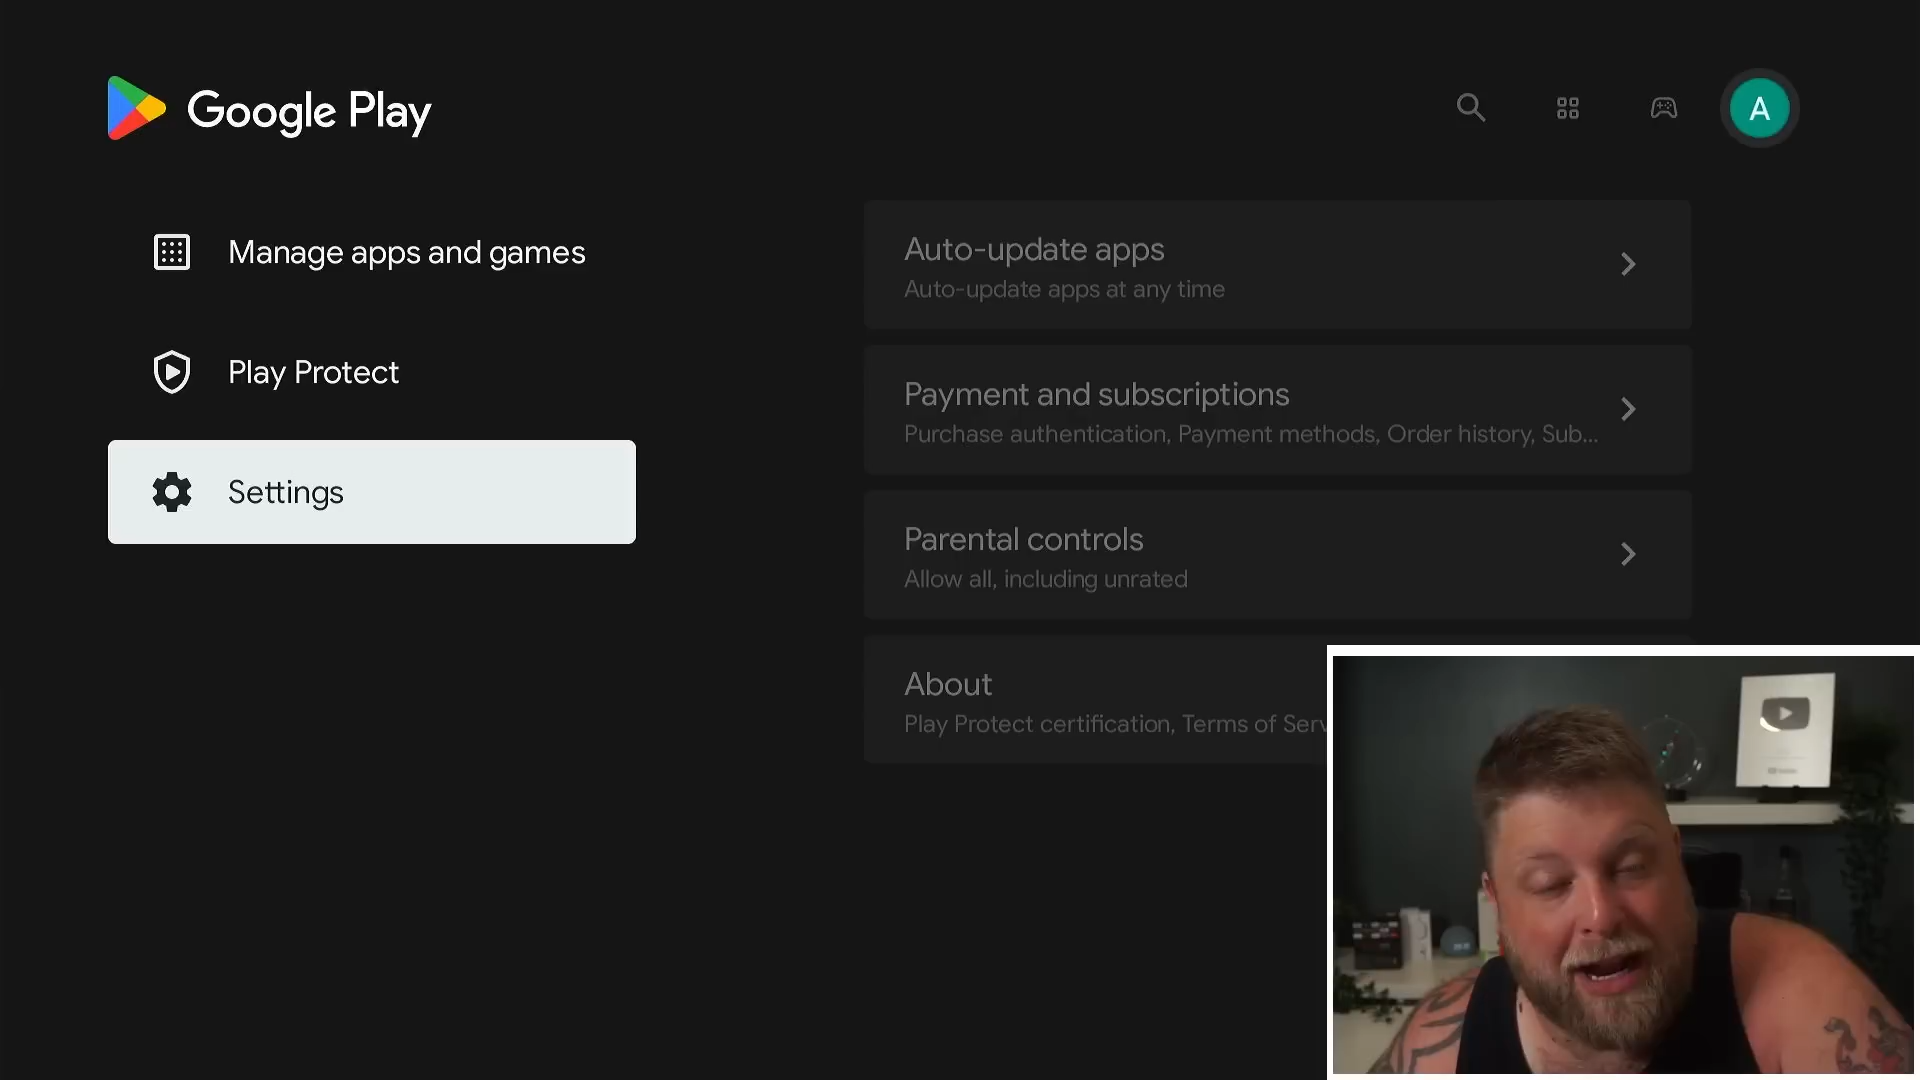 Google Play
A
Manage apps and games
Play Protect
Settings
Auto-update apps
Auto-update apps at any time
Payment and subscriptions
Purchase authentication, Payment methods, Order history, Sub...
Parental controls
Allow all, including unrated
About
Play Protect certification, Terms of Serv